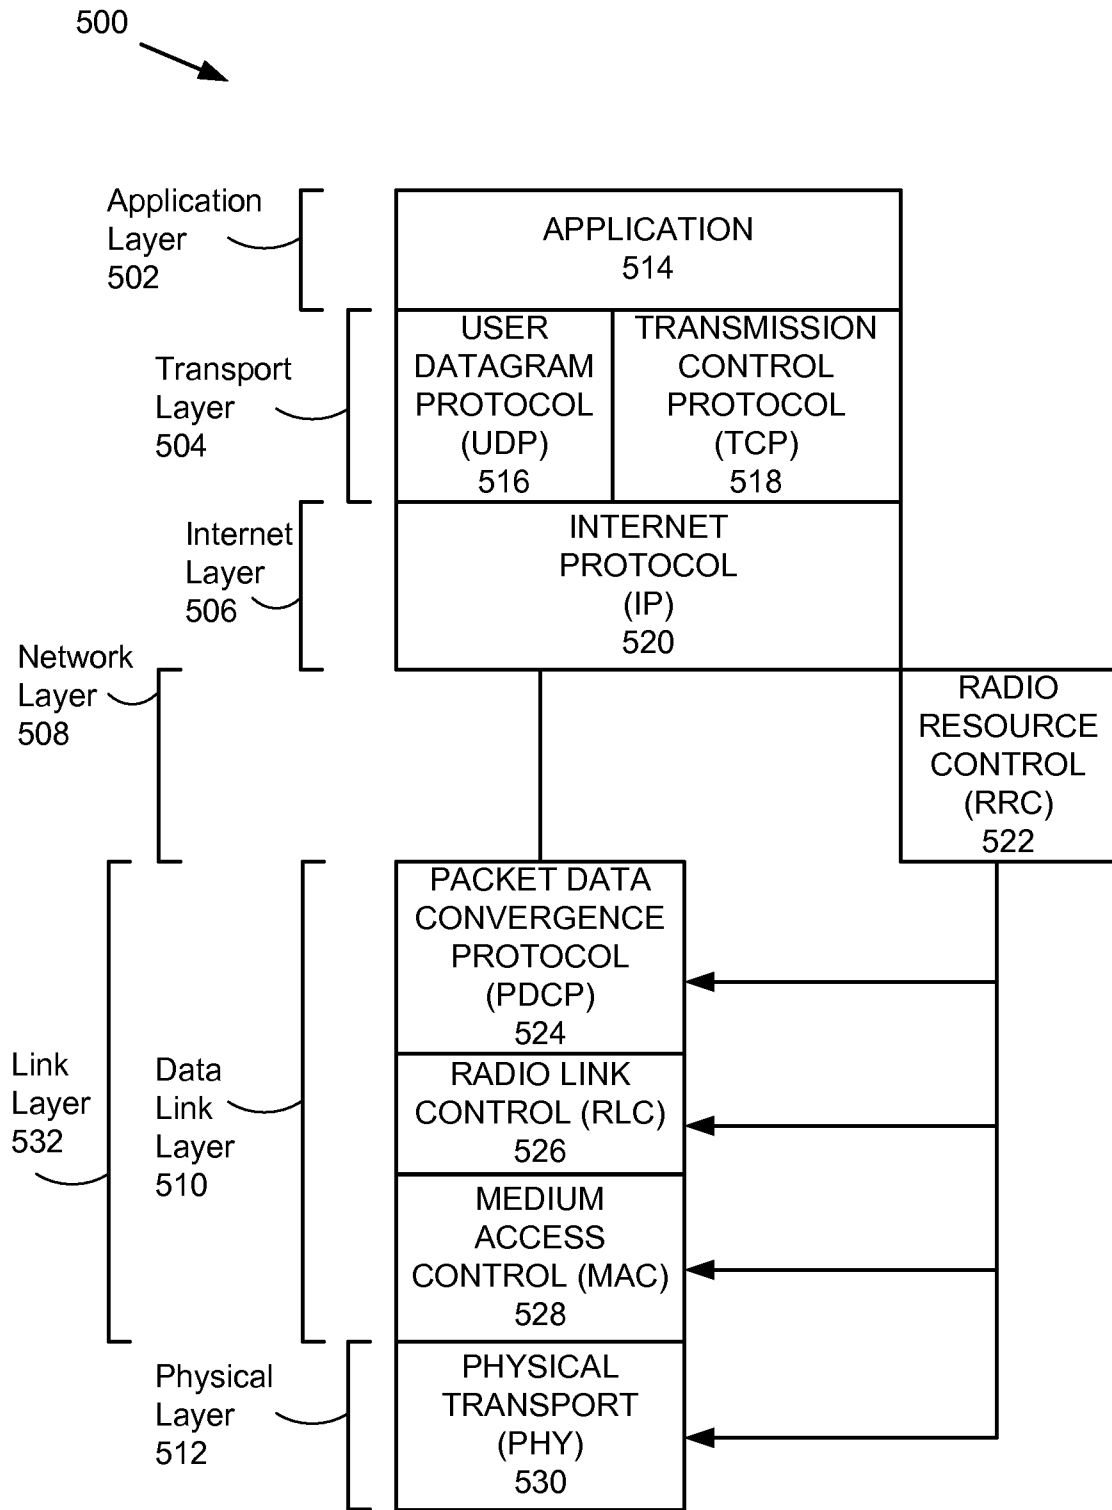 500
Application
Layer
502
APPLICATION
514
Transport
Layer
504
USER
DATAGRAM
PROTOCOL
(UDP)
516
TRANSMISSION
CONTROL
PROTOCOL
(TCP)
518
Internet
Layer
506
INTERNET
PROTOCOL
(IP)
520
Network
Layer
508
RADIO
RESOURCE
CONTROL
(RRC)
522
Link
Layer
532
Data
Link
Layer
510
PACKET DATA
CONVERGENCE
PROTOCOL
(PDCP)
524
RADIO LINK
CONTROL (RLC)
526
MEDIUM
ACCESS
CONTROL (MAC)
528
Physical
Layer
512
PHYSICAL
TRANSPORT
(PHY)
530